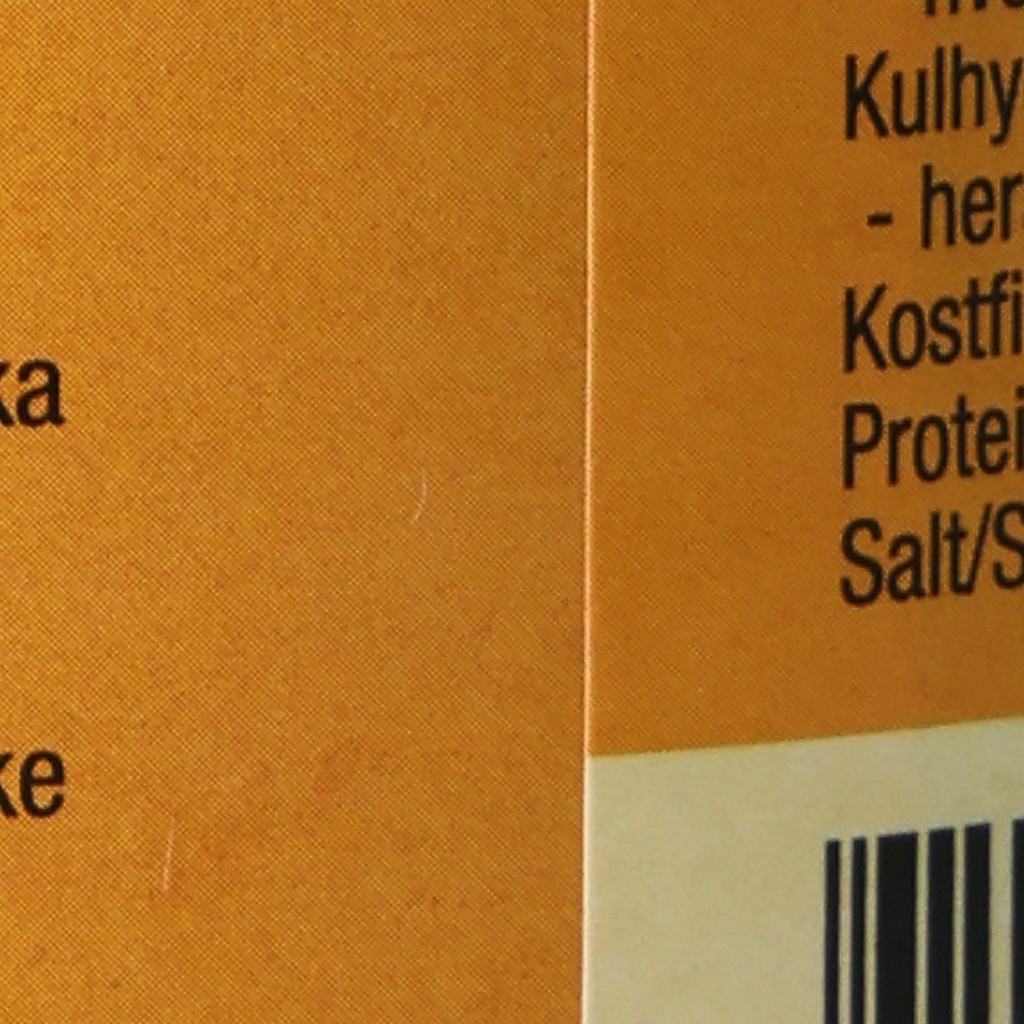 ka
ke
Kulhy
- her
Kostfi
Protei
Salt/S